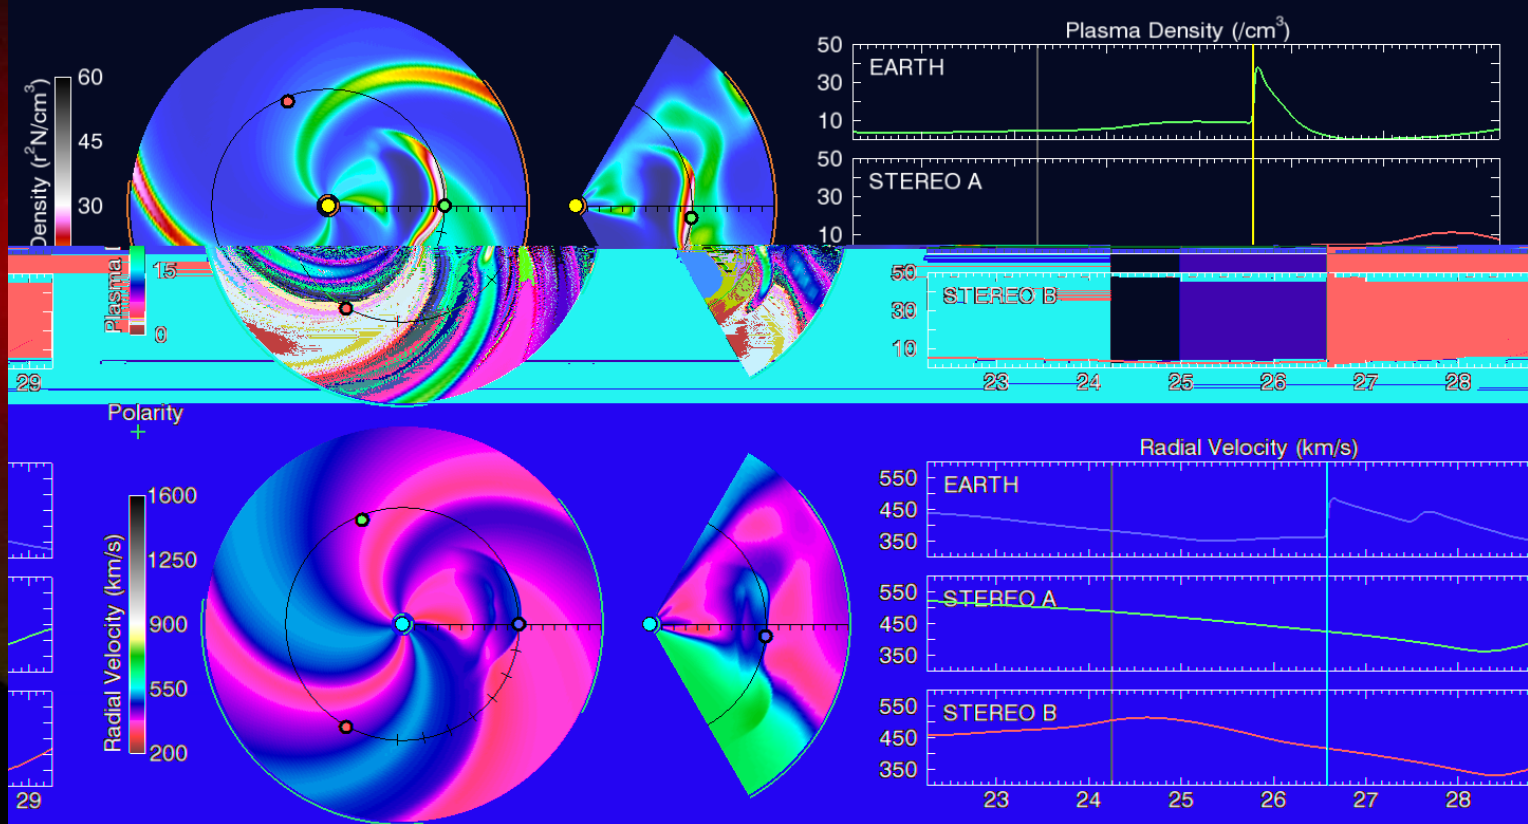 Plasma Density (/cm³)
60
45
30
15
0
Plasma Density (r²N/cm³)
EARTH
50
30
10
STEREO A
50
30
10
STEREO B
50
30
10
29
23 24 25 26 27 28
Polarity
+
Radial Velocity (km/s)
1600
1250
900
550
200
Radial Velocity (km/s)
EARTH
550
450
350
STEREO A
550
450
350
STEREO B
550
450
350
29
23 24 25 26 27 28